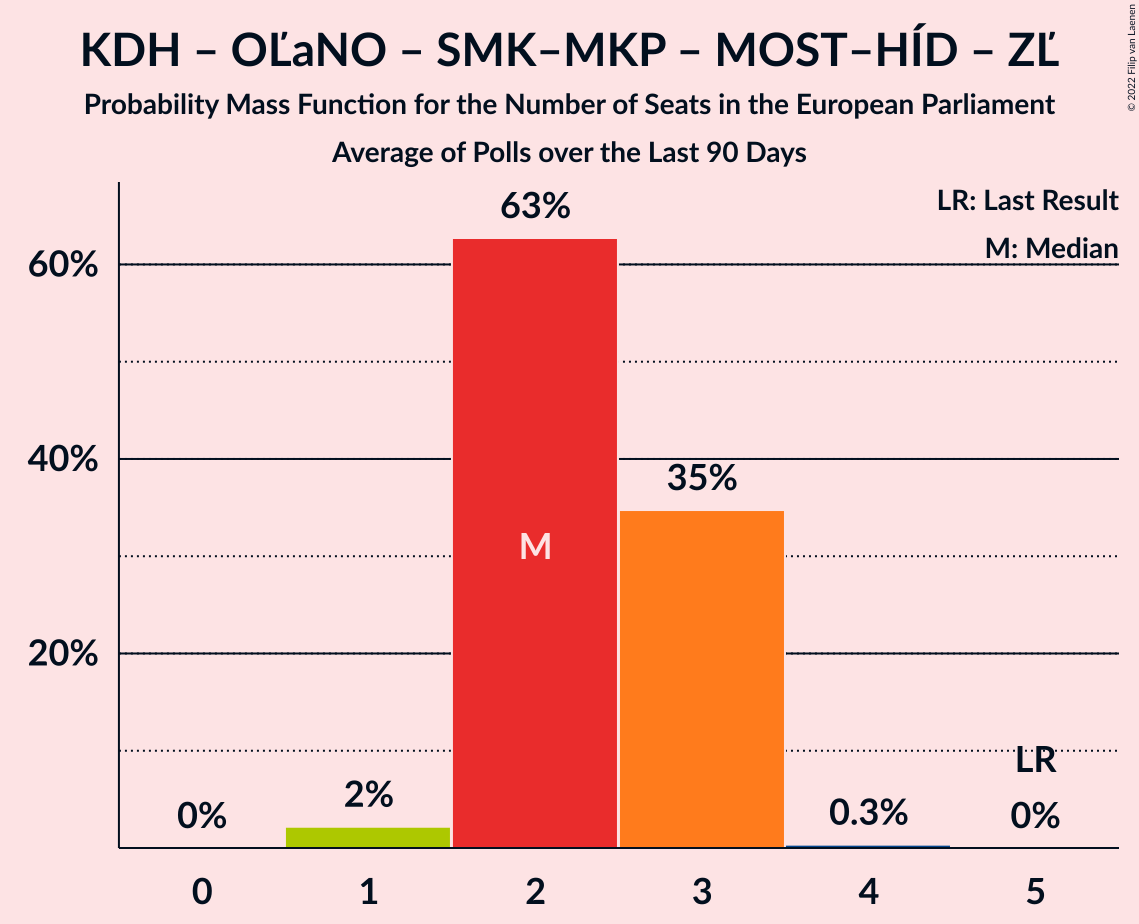 KDH – OĽaNO – SMK–MKP – MOST–HÍD – ZĽ
Probability Mass Function for the Number of Seats in the European Parliament
Average of Polls over the Last 90 Days
© 2022 Filip van Laenen
LR: Last Result
M: Median
63%
60%
40%
35%
M
20%
LR
2%
0%
0.3%
0%
0 1 2 3 4 5